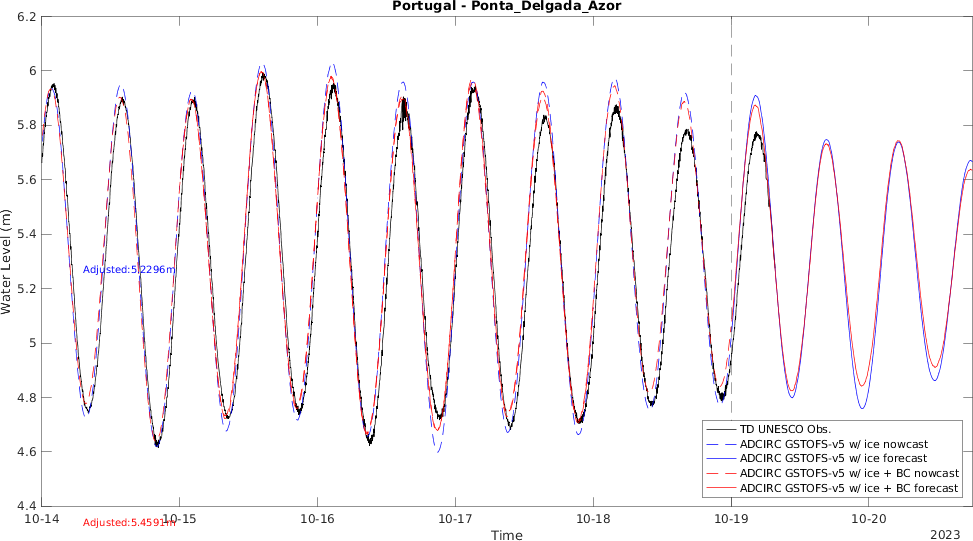 Portugal - Ponta_Delgada_Azor
6.2
6
5.8
5.6
5.4
5.2
5
4.8
4.6
4.4
Water Level (m)
Adjusted:5.2296m
Adjusted:5.4591m
TD UNESCO Obs.
ADCIRC GSTOFS-v5 w/ ice nowcast
ADCIRC GSTOFS-v5 w/ ice forecast
ADCIRC GSTOFS-v5 w/ ice + BC nowcast
ADCIRC GSTOFS-v5 w/ ice + BC forecast
10-14 10-15 10-16 10-17 10-18 10-19 10-20
Time
2023